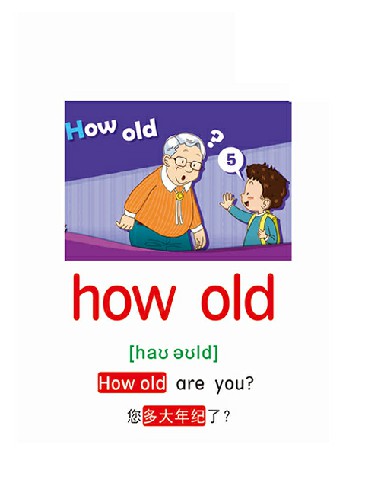 How old
?
5
how old
[haʊ əʊld]
How old are you?
您多大年纪了?